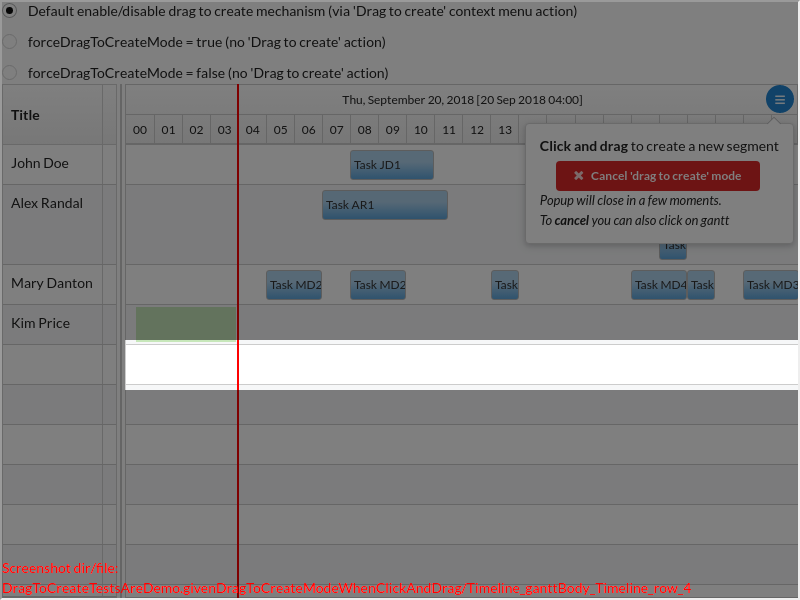 Default enable/disable drag to create mechanism (via 'Drag to create' context menu action)
forceDragToCreateMode = true (no 'Drag to create' action)
forceDragToCreateMode = false (no 'Drag to create' action)
Title
Thu, September 20, 2018 [20 Sep 2018 04:00]
00 01 02 03 04 05 06 07 08 09 10 11 12 13
Click and drag to create a new segment
✖ Cancel 'drag to create' mode
Popup will close in a few moments.
To cancel you can also click on gantt
John Doe
Task JD1
Alex Randal
Task AR1
Task
Mary Danton
Task MD2 Task MD2 Task Task MD4 Task Task MD3
Kim Price
Screenshot dir/file:
DragToCreateTestsAreDemo.givenDragToCreateModeWhenClickAndDrag/Timeline_ganttBody_Timeline_row_4